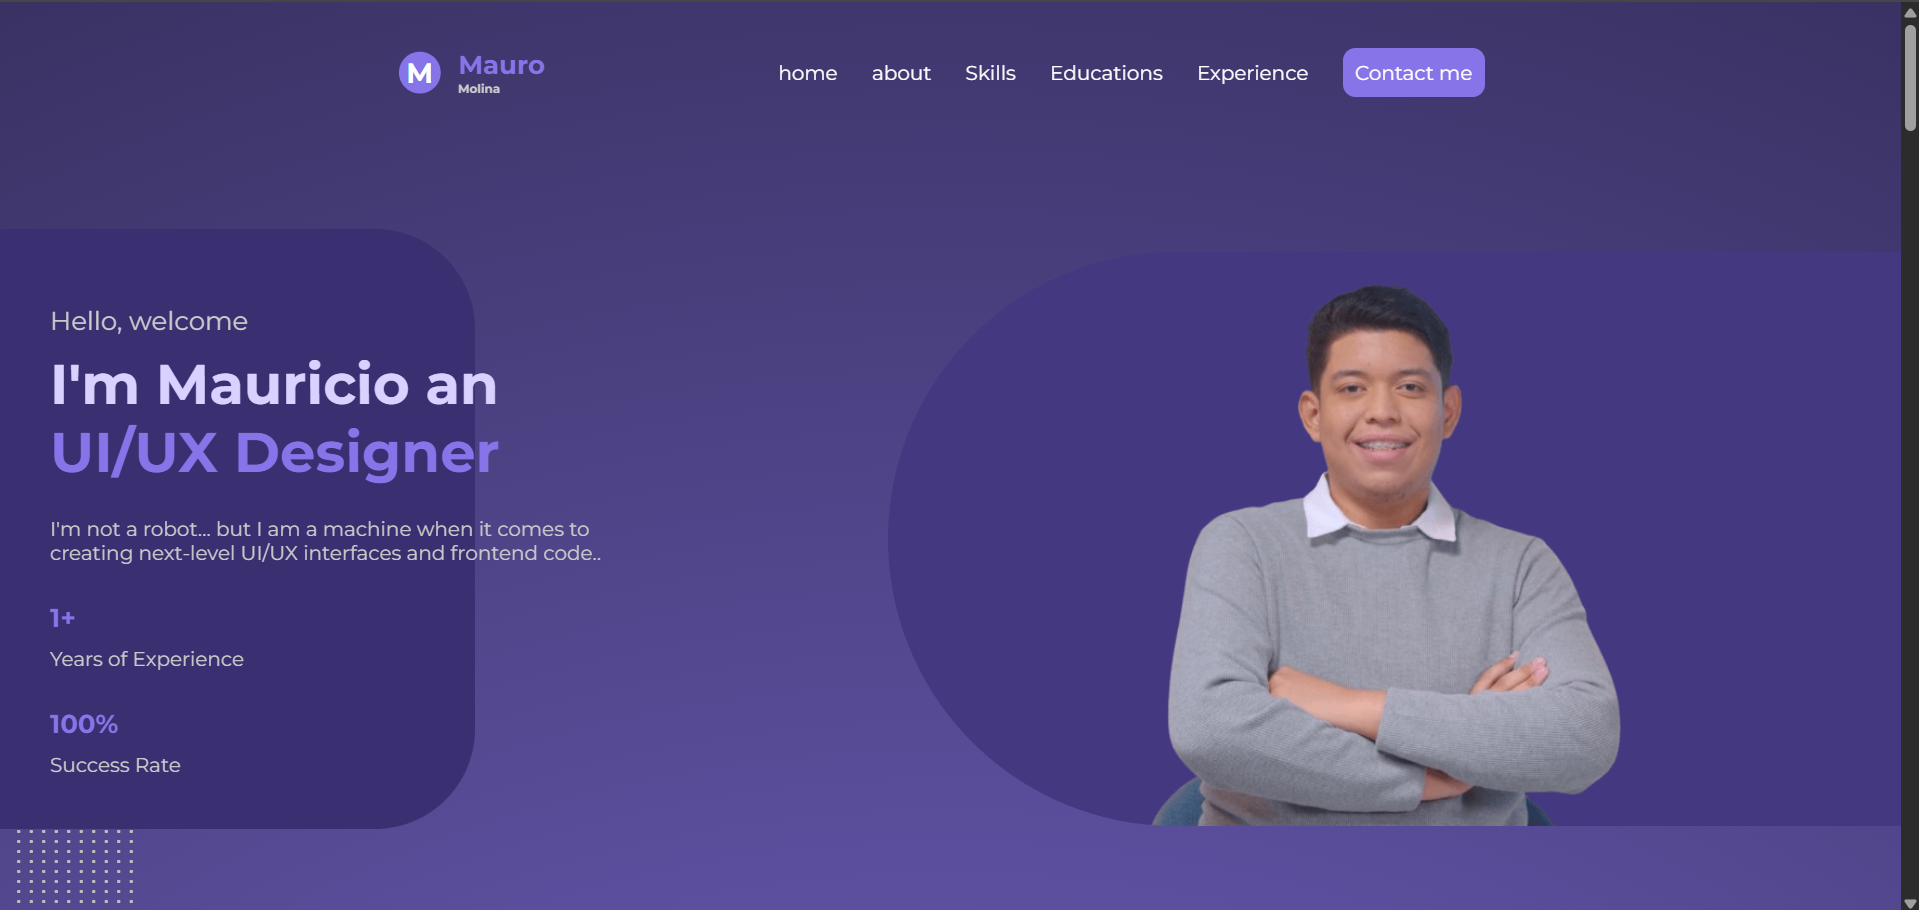 M
Mauro
Molina
home about Skills Educations Experience Contact me
Hello, welcome
I'm Mauricio an
UI/UX Designer
I'm not a robot... but I am a machine when it comes to
creating next-level UI/UX interfaces and frontend code..
1+
Years of Experience
100%
Success Rate